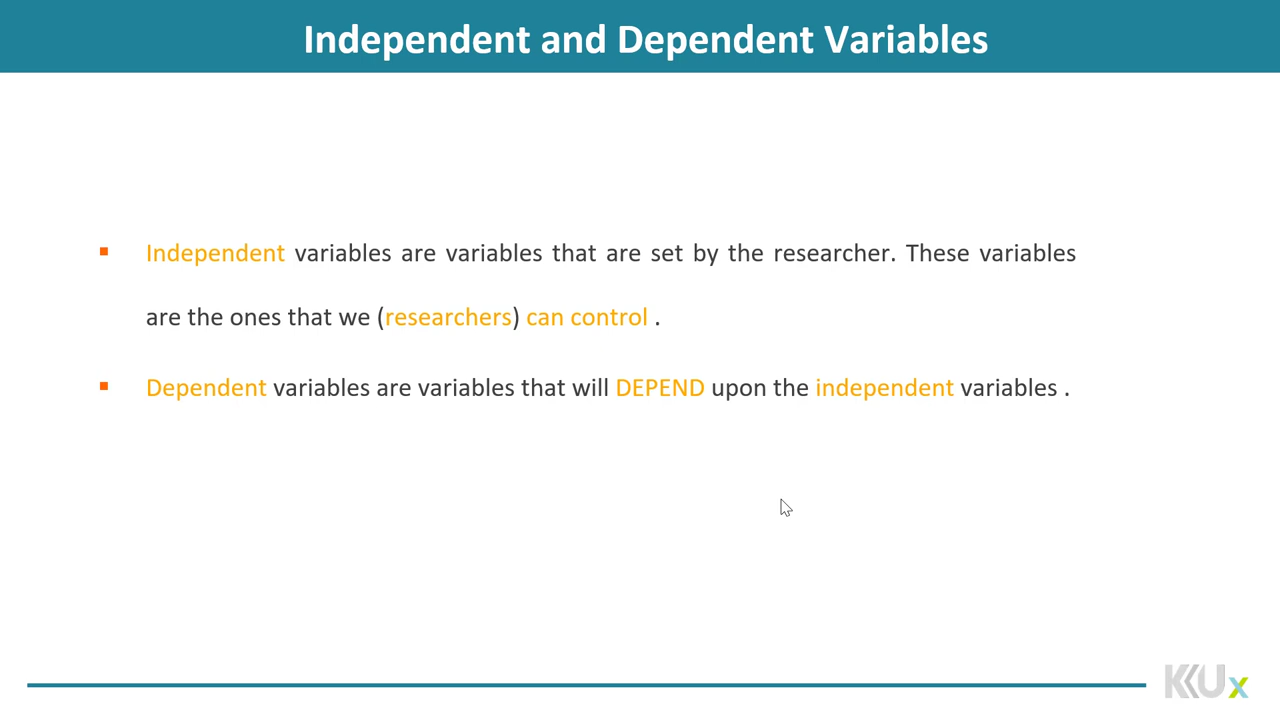 Independent and Dependent Variables
▪ Independent variables are variables that are set by the researcher. These variables
are the ones that we (researchers) can control .
▪ Dependent variables are variables that will DEPEND upon the independent variables .
KKUx